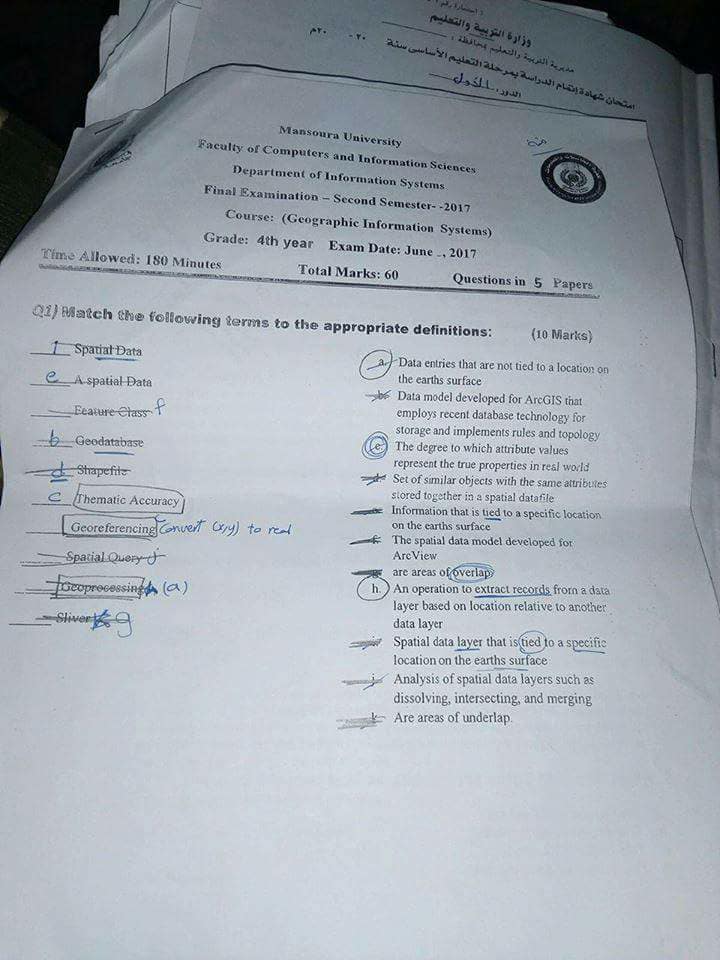 وزارة التربية والتعليم
مديرية التربية والتعليم بمحافظة :
امتحان شهادة إتمام الدراسة بمرحلة التعليم الأساسى سنة ٢٠ - ٢٠م
الدور الأول
Mansoura University
Faculty of Computers and Information Sciences
Department of Information Systems
Final Examination – Second Semester- -2017
Course: (Geographic Information Systems)
Grade: 4th year Exam Date: June _, 2017
Time Allowed: 180 Minutes Total Marks: 60 Questions in 5 Papers
Q1) Match the following terms to the appropriate definitions: (10 Marks)
Spatial Data
e A spatial Data
Feature Class f
b Geodatabase
d Shapefile
c Thematic Accuracy
Georeferencing Convert (x,y) to real
Spatial Query j
Geoprocessing h (a)
Sliver g
a. Data entries that are not tied to a location on
the earths surface
b. Data model developed for ArcGIS that
employs recent database technology for
storage and implements rules and topology
c. The degree to which attribute values
represent the true properties in real world
d. Set of similar objects with the same attributes
stored together in a spatial datafile
e. Information that is tied to a specific location
on the earths surface
f. The spatial data model developed for
ArcView
g. are areas of overlap
h. An operation to extract records from a data
layer based on location relative to another
data layer
Spatial data layer that is tied to a specific
location on the earths surface
j. Analysis of spatial data layers such as
dissolving, intersecting, and merging
k. Are areas of underlap.